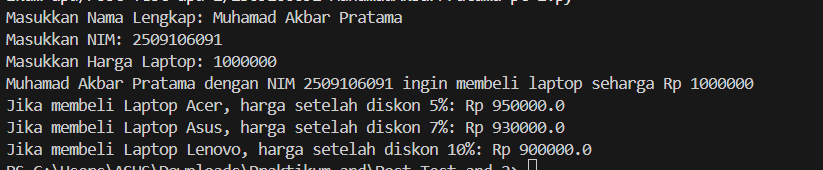 Masukkan Nama Lengkap: Muhamad Akbar Pratama
Masukkan NIM: 2509106091
Masukkan Harga Laptop: 1000000
Muhamad Akbar Pratama dengan NIM 2509106091 ingin membeli laptop seharga Rp 1000000
Jika membeli Laptop Acer, harga setelah diskon 5%: Rp 950000.0
Jika membeli Laptop Asus, harga setelah diskon 7%: Rp 930000.0
Jika membeli Laptop Lenovo, harga setelah diskon 10%: Rp 900000.0
PS C:\Users\ASUS\Downloads\Praktikum apd\Post Test apd 2>